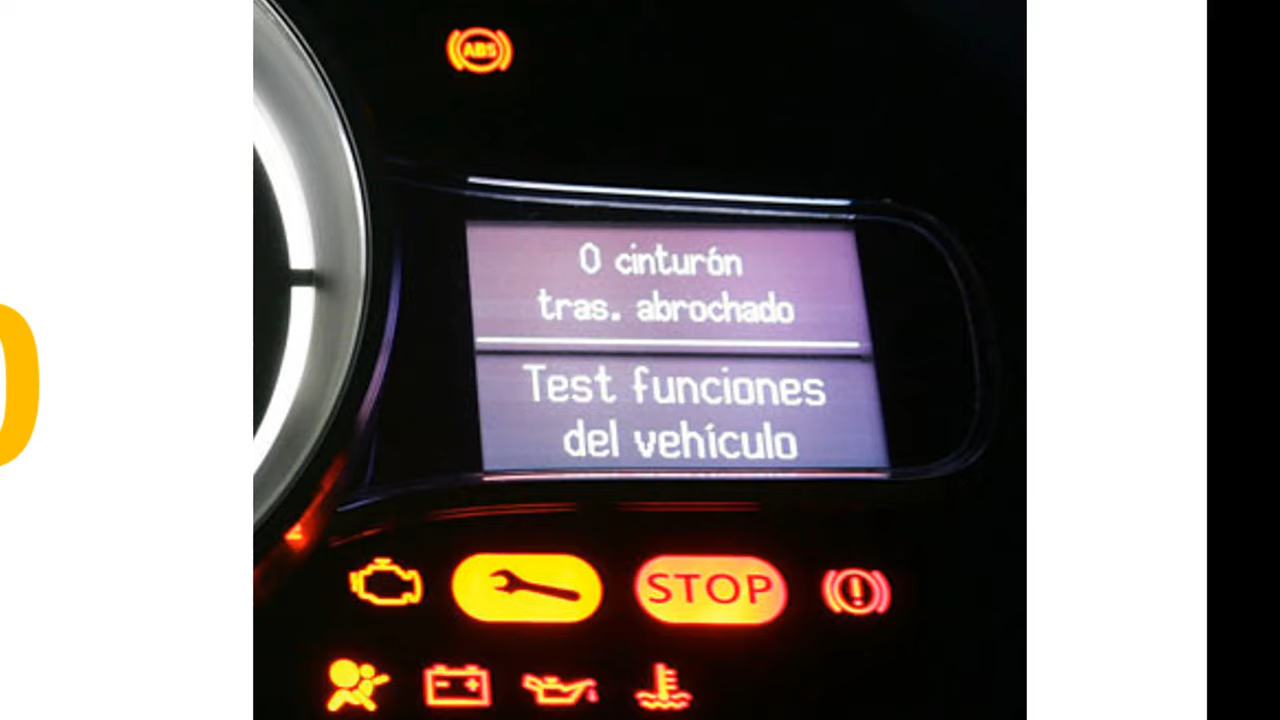 ABS
0 cinturón
tras. abrochado
Test funciones
del vehículo
STOP